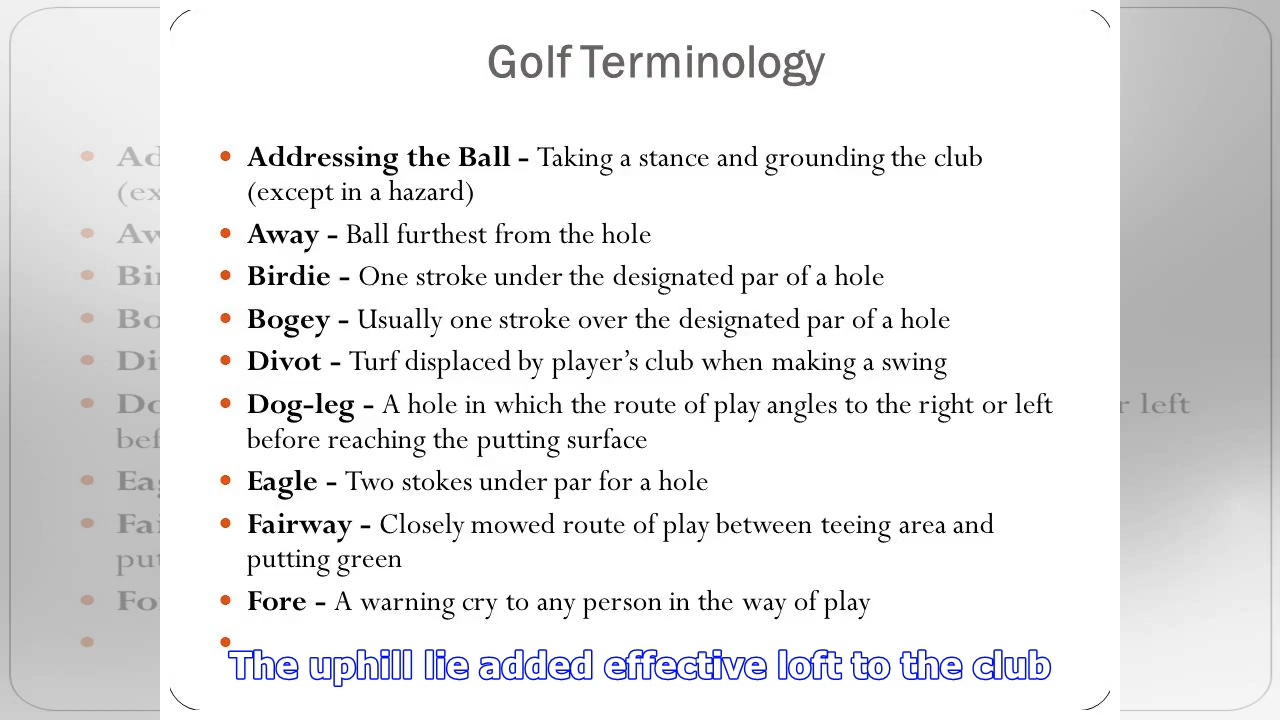 Golf Terminology
• Addressing the Ball - Taking a stance and grounding the club
(except in a hazard)
• Away - Ball furthest from the hole
• Birdie - One stroke under the designated par of a hole
• Bogey - Usually one stroke over the designated par of a hole
• Divot - Turf displaced by player’s club when making a swing
• Dog-leg - A hole in which the route of play angles to the right or left
before reaching the putting surface
• Eagle - Two stokes under par for a hole
• Fairway - Closely mowed route of play between teeing area and
putting green
• Fore - A warning cry to any person in the way of play
•
The uphill lie added effective loft to the club